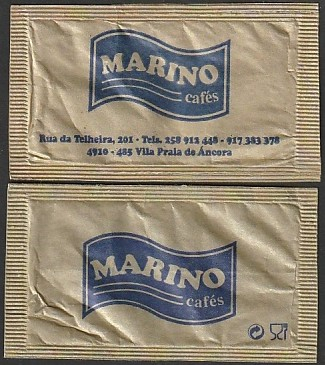 MARINO
cafés
Rua da Telheira, 201 - Tels. 258 912 448 - 917 383 378
4910 - 485 Vila Praia de Âncora
MARINO
cafés